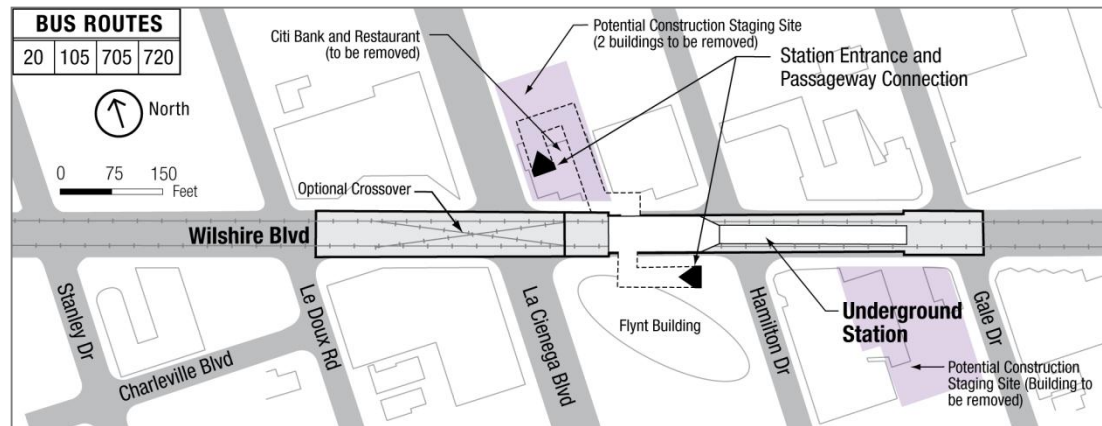 BUS ROUTES
20 105 705 720
North
0 75 150
Feet
Citi Bank and Restaurant
(to be removed)
Potential Construction Staging Site
(2 buildings to be removed)
Station Entrance and
Passageway Connection
Optional Crossover
Wilshire Blvd
Stanley Dr
Charleville Blvd
Le Doux Rd
La Cienega Blvd
Flynt Building
Hamilton Dr
Underground
Station
Gale Dr
Potential Construction
Staging Site (Building to
be removed)